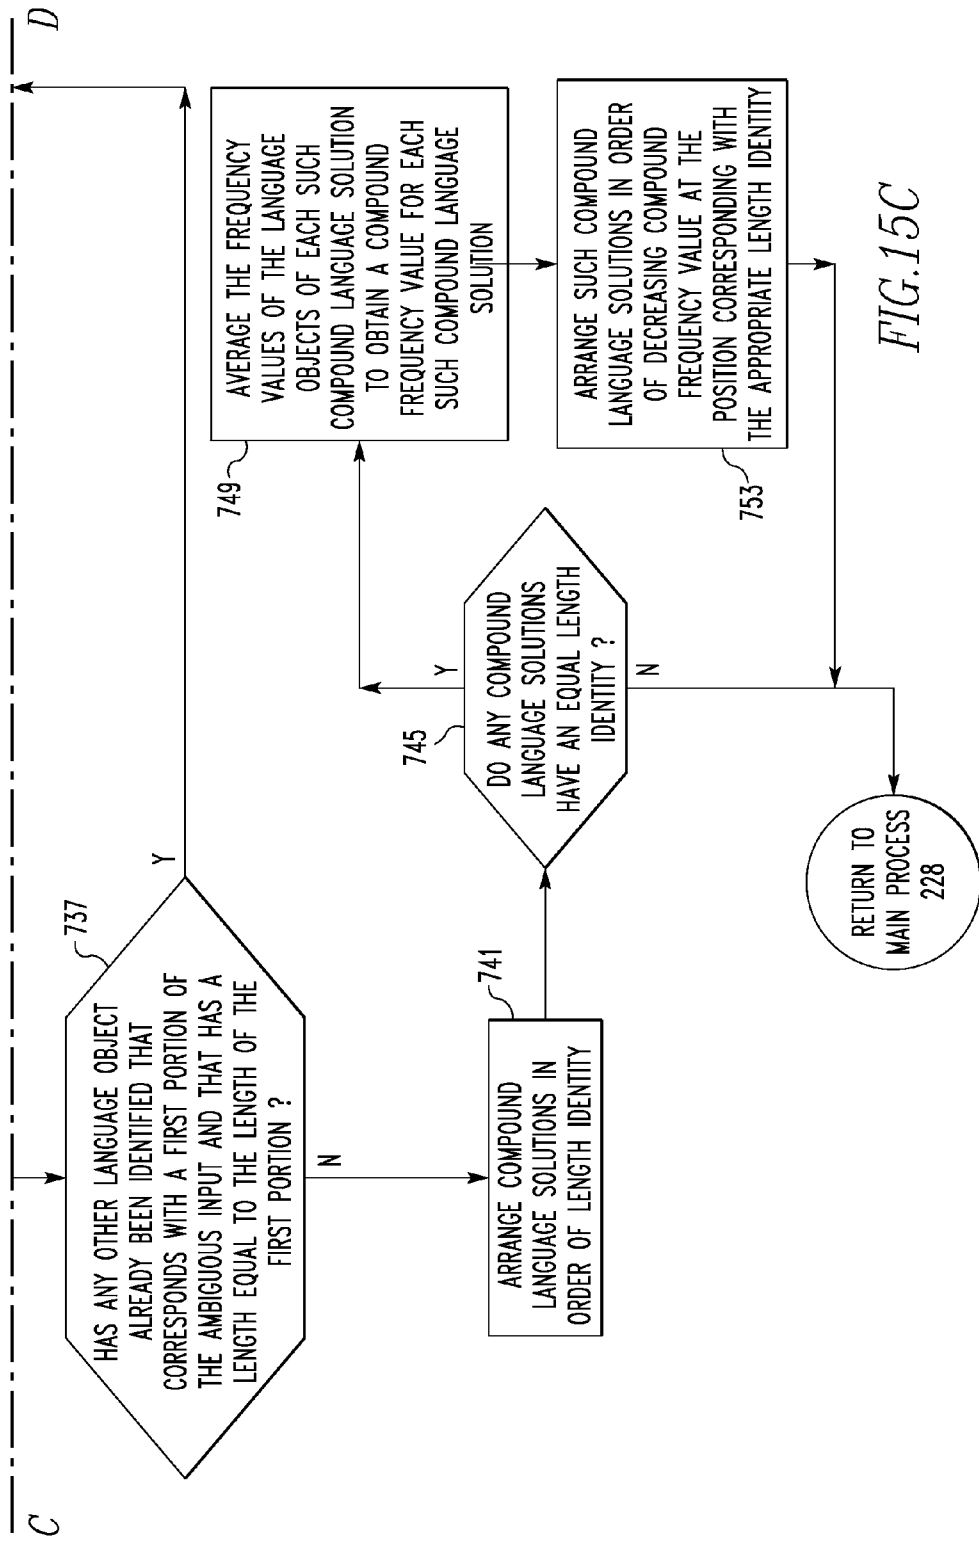 C
D
HAS ANY OTHER LANGUAGE OBJECT
ALREADY BEEN IDENTIFIED THAT
CORRESPONDS WITH A FIRST PORTION OF
THE AMBIGUOUS INPUT AND THAT HAS A
LENGTH EQUAL TO THE LENGTH OF THE
FIRST PORTION ?
737
Y
N
741
ARRANGE COMPOUND
LANGUAGE SOLUTIONS IN
ORDER OF LENGTH IDENTITY
745
DO ANY COMPOUND
LANGUAGE SOLUTIONS
HAVE AN EQUAL LENGTH
IDENTITY ?
Y
N
749
AVERAGE THE FREQUENCY
VALUES OF THE LANGUAGE
OBJECTS OF EACH SUCH
COMPOUND LANGUAGE SOLUTION
TO OBTAIN A COMPOUND
FREQUENCY VALUE FOR EACH
SUCH COMPOUND LANGUAGE
SOLUTION
753
ARRANGE SUCH COMPOUND
LANGUAGE SOLUTIONS IN ORDER
OF DECREASING COMPOUND
FREQUENCY VALUE AT THE
POSITION CORRESPONDING WITH
THE APPROPRIATE LENGTH IDENTITY
RETURN TO
MAIN PROCESS
228
FIG.15C